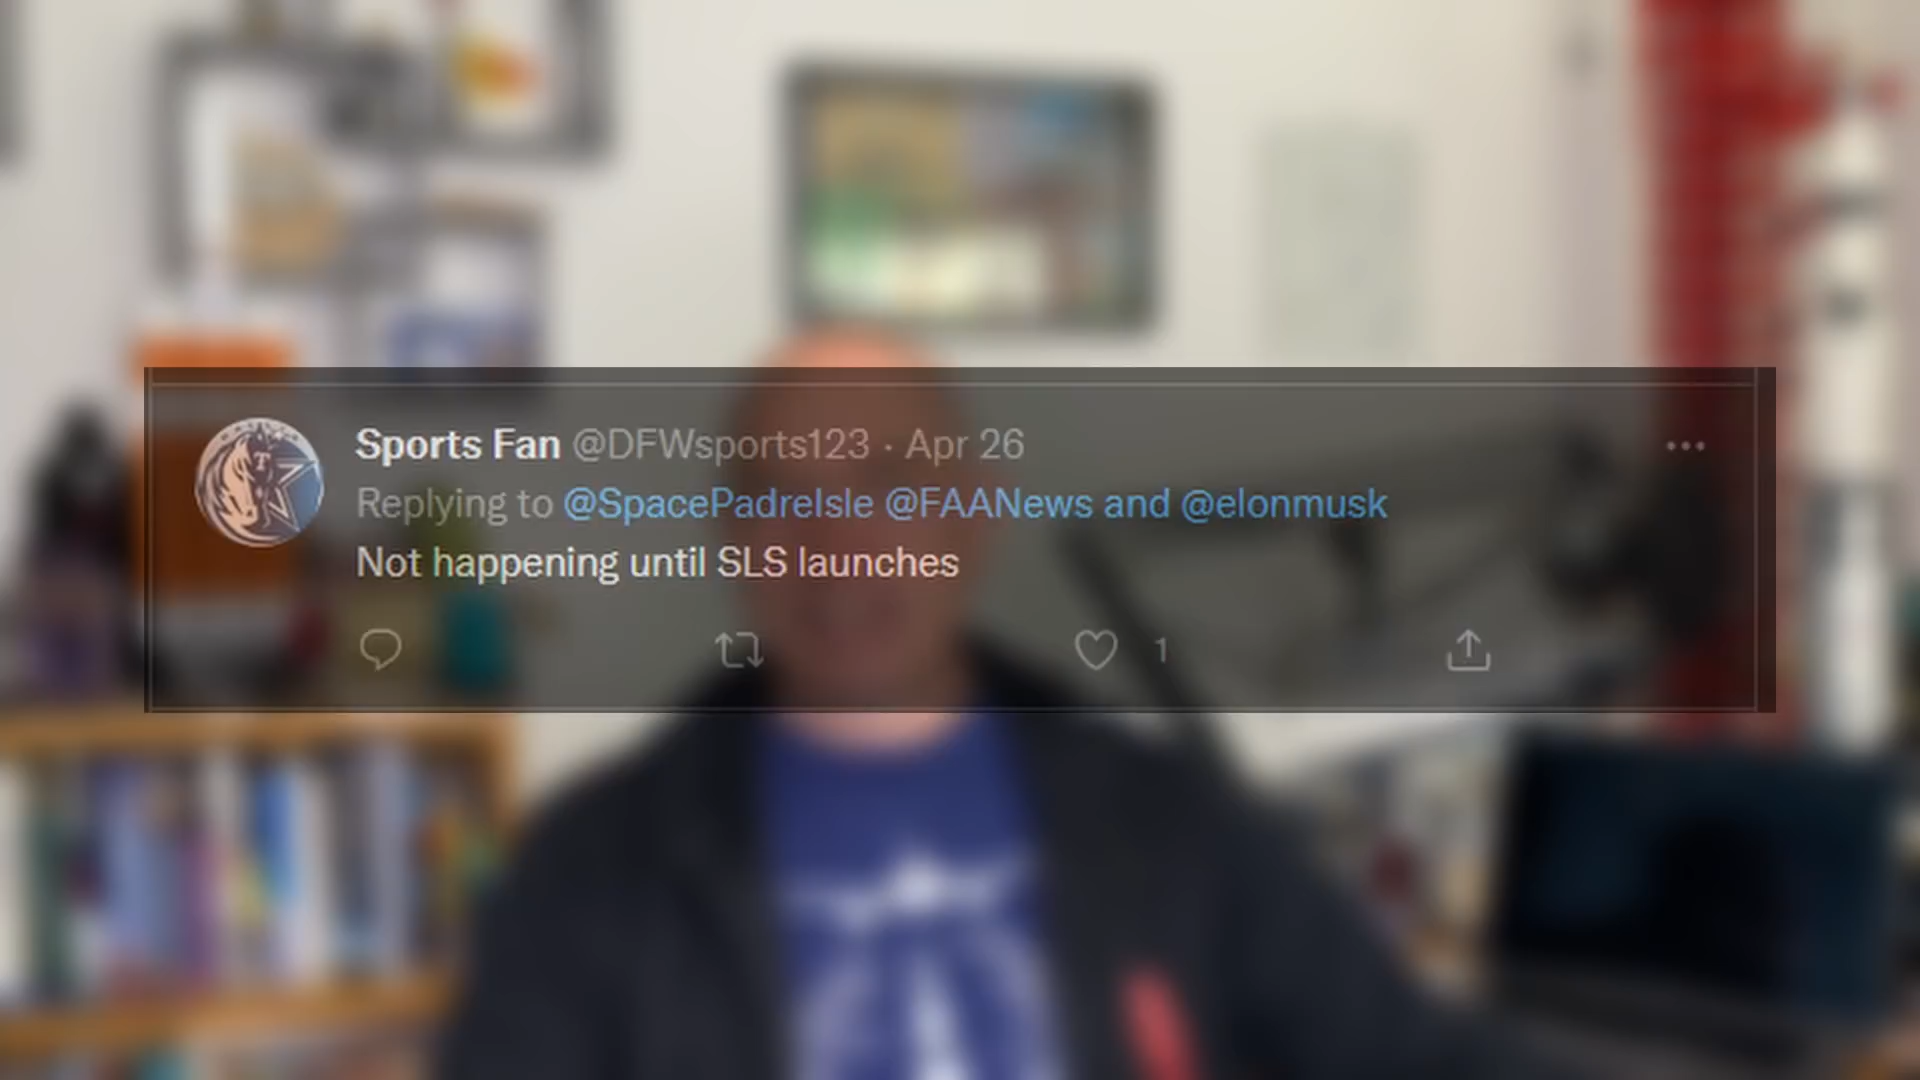 Sports Fan @DFWsports123 · Apr 26
Replying to @SpacePadreIsle @FAANews and @elonmusk
Not happening until SLS launches
1